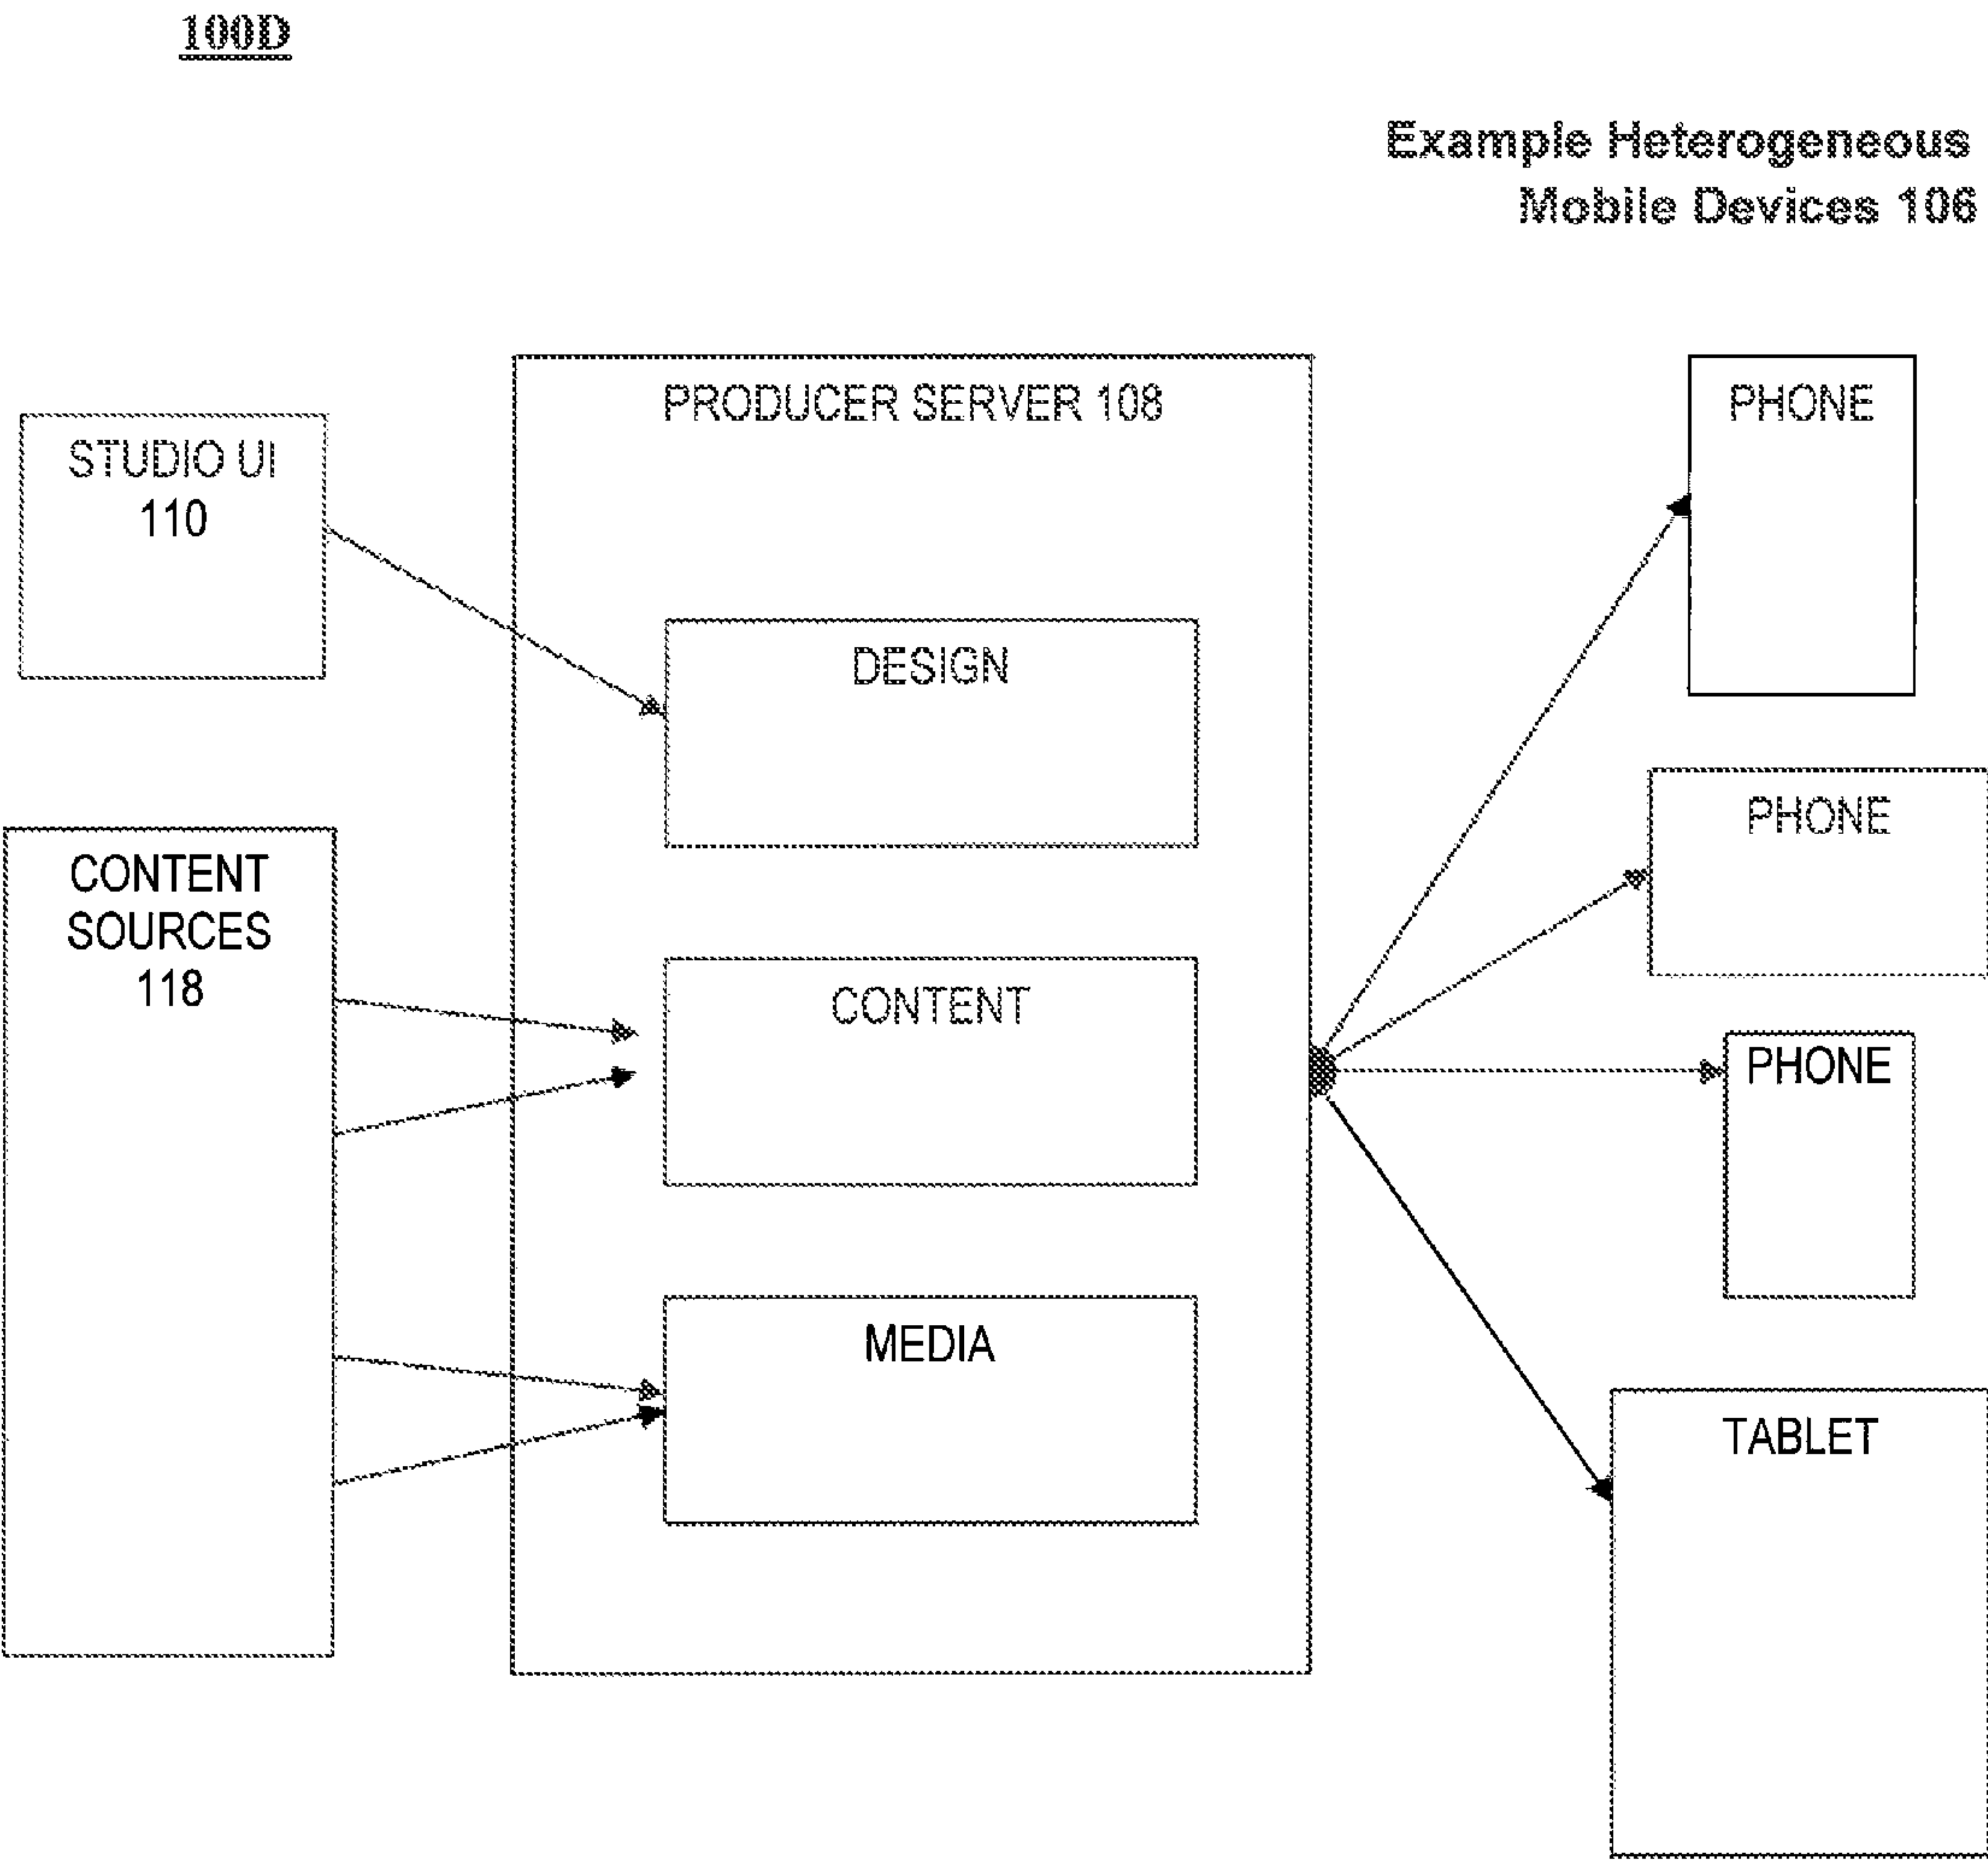 100D
Example Heterogeneous
Mobile Devices 106
STUDIO UI
110
CONTENT
SOURCES
118
PRODUCER SERVER 108
DESIGN
CONTENT
MEDIA
PHONE
PHONE
PHONE
TABLET